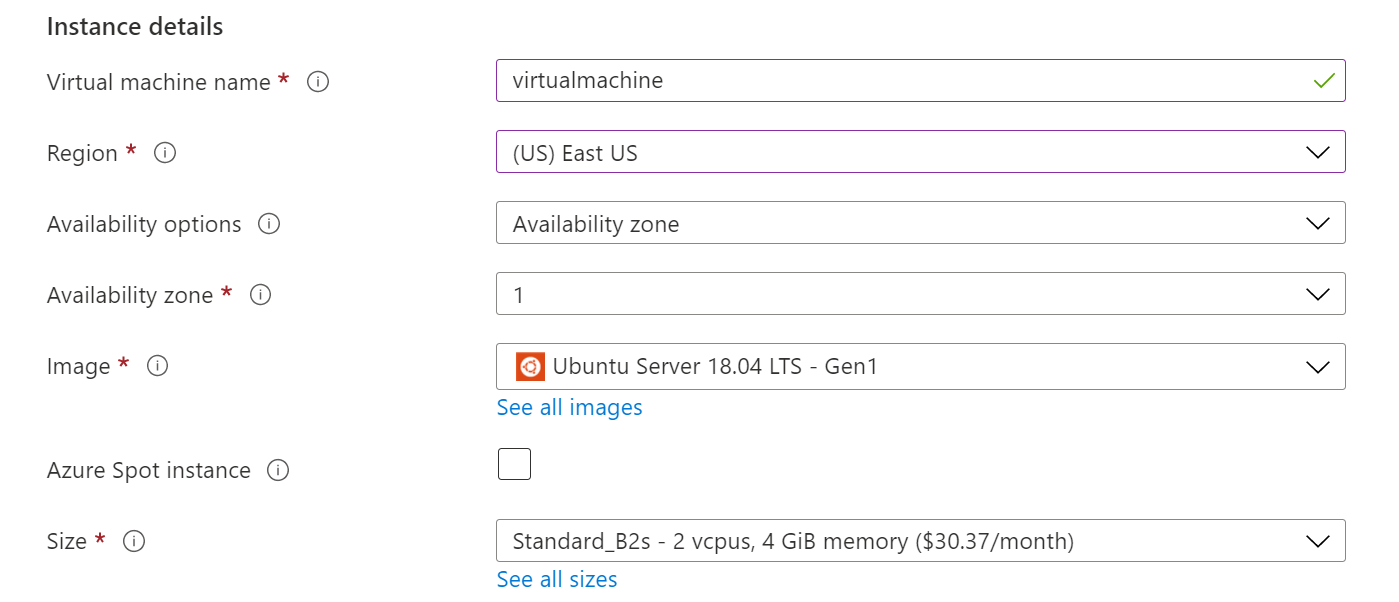 Instance details
Virtual machine name * virtualmachine
Region * (US) East US
Availability options Availability zone
Availability zone * 1
Image * Ubuntu Server 18.04 LTS - Gen1
See all images
Azure Spot instance
Size * Standard_B2s - 2 vcpus, 4 GiB memory ($30.37/month)
See all sizes